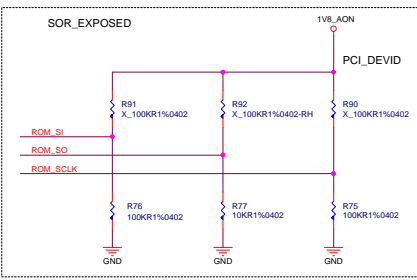 SOR_EXPOSED
1V8_AON
PCI_DEVID
R91
X_100KR1%0402
R92
X_100KR1%0402-RH
R90
X_100KR1%0402
ROM_SI
ROM_SO
ROM_SCLK
R76
100KR1%0402
R77
10KR1%0402
R75
100KR1%0402
GND
GND
GND